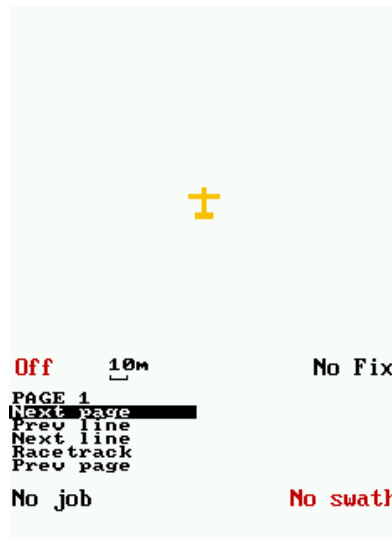 Off 10m No Fix
PAGE 1
Next page
Prev line
Next line
Racetrack
Prev page
No job No swath